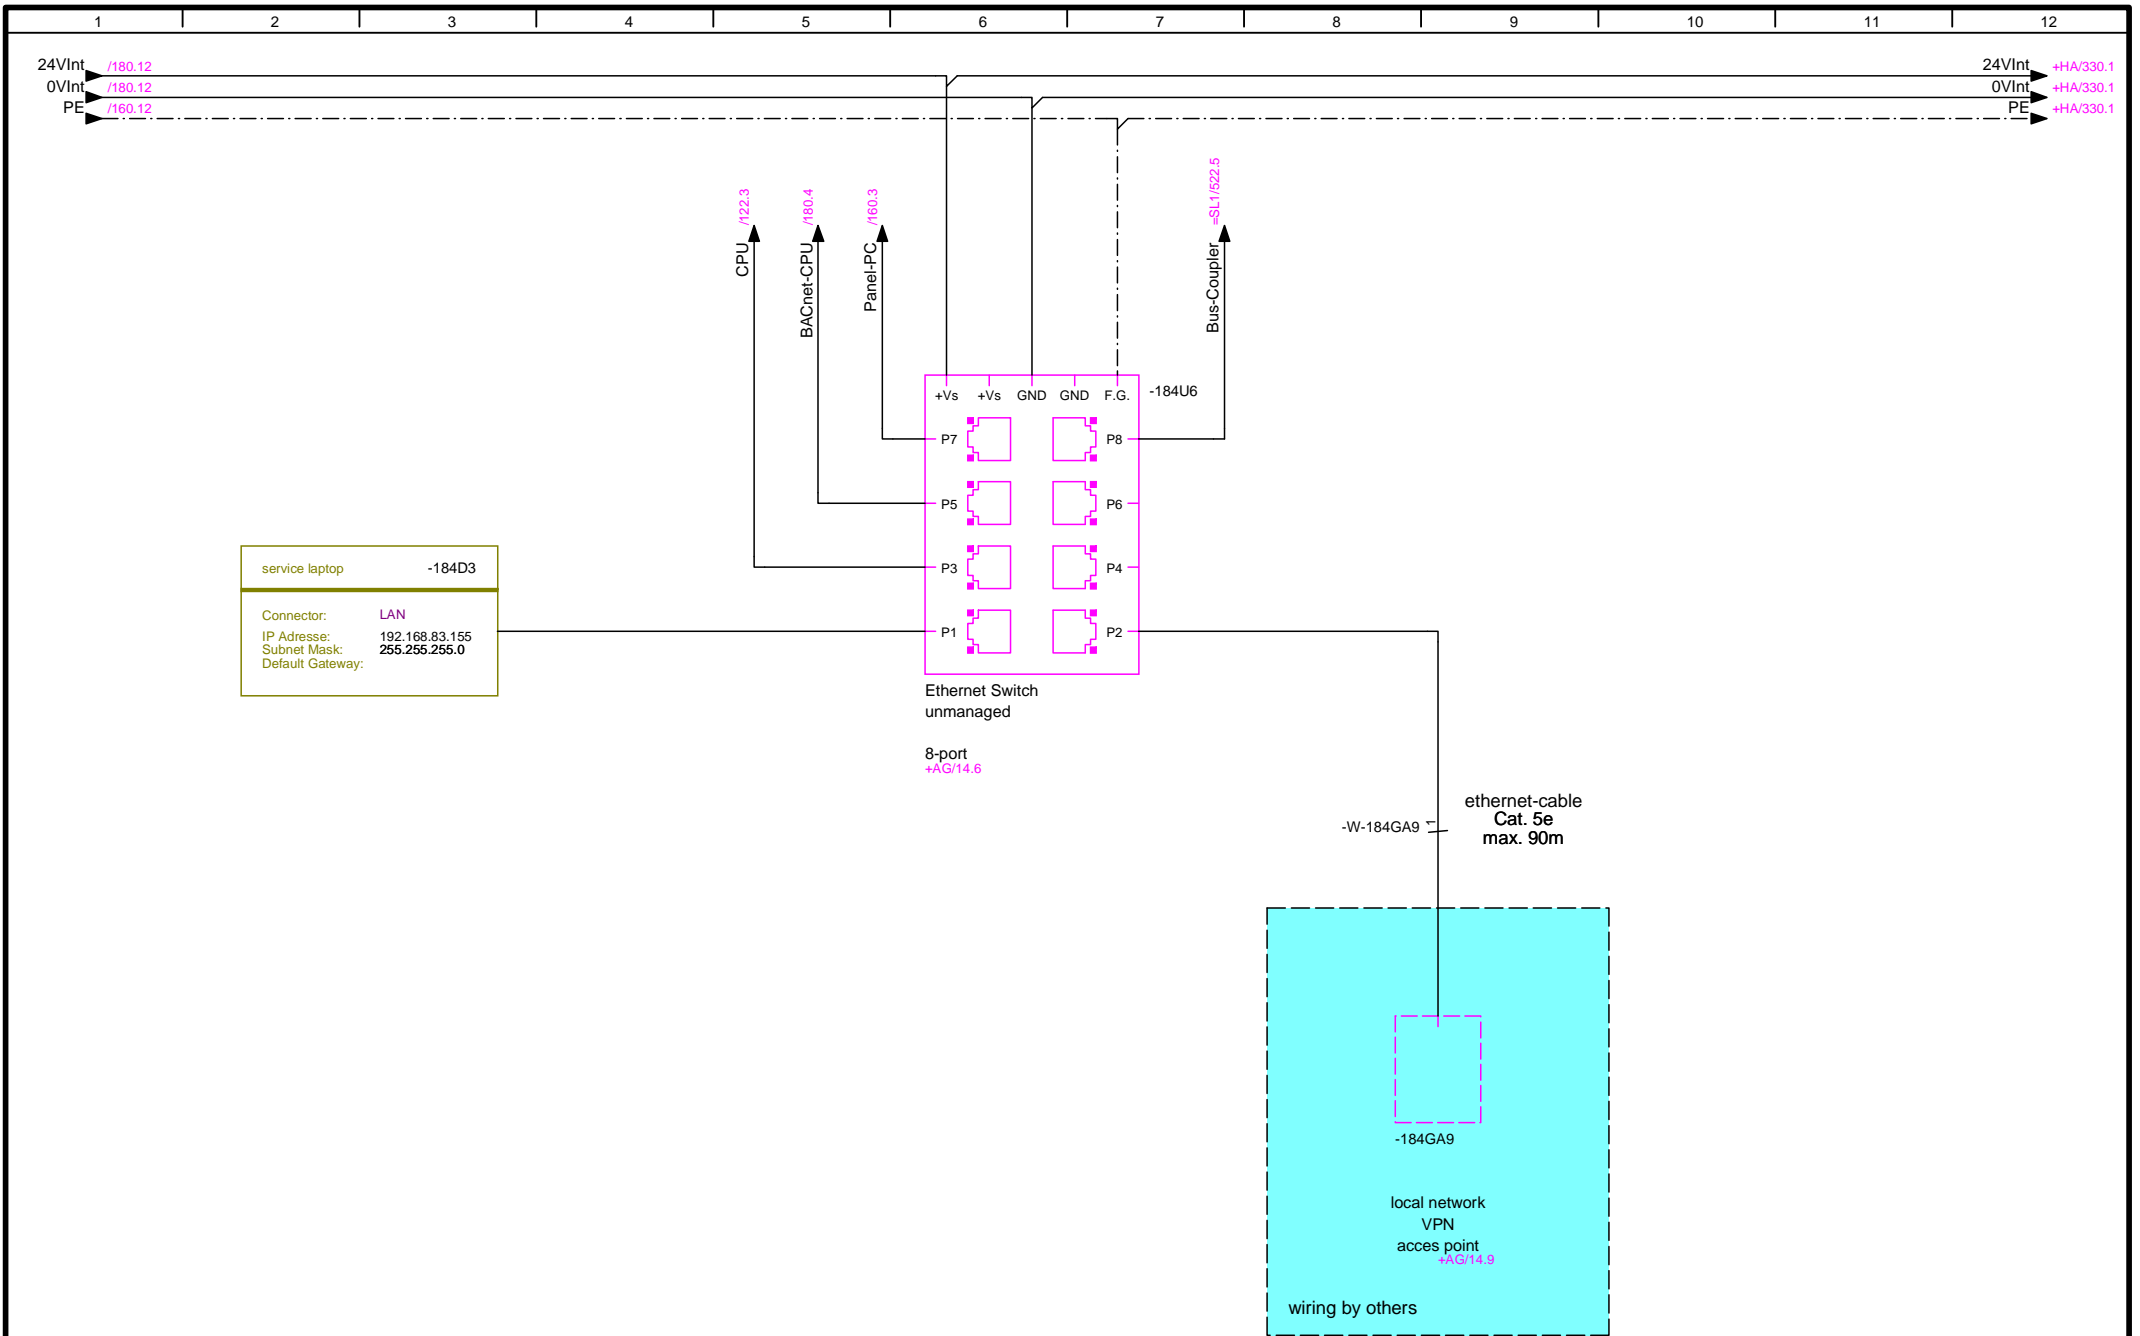 1 2 3 4 5 6 7 8 9 10 11 12
24VInt /180.12
0VInt /180.12
PE /160.12
24VInt +HA/330.1
0VInt +HA/330.1
PE +HA/330.1
/122.3
CPU
/180.4
BACnet-CPU
/160.3
Panel-PC
=SL1/522.5
Bus-Coupler
+Vs +Vs GND GND F.G. -184U6
P7 P8
P5 P6
P3 P4
P1 P2
Ethernet Switch
unmanaged
8-port
+AG/14.6
service laptop -184D3
Connector: LAN
IP Adresse: 192.168.83.155
Subnet Mask: 255.255.255.0
Default Gateway:
-W-184GA9 1
ethernet-cable
Cat. 5e
max. 90m
-184GA9
local network
VPN
acces point
+AG/14.9
wiring by others